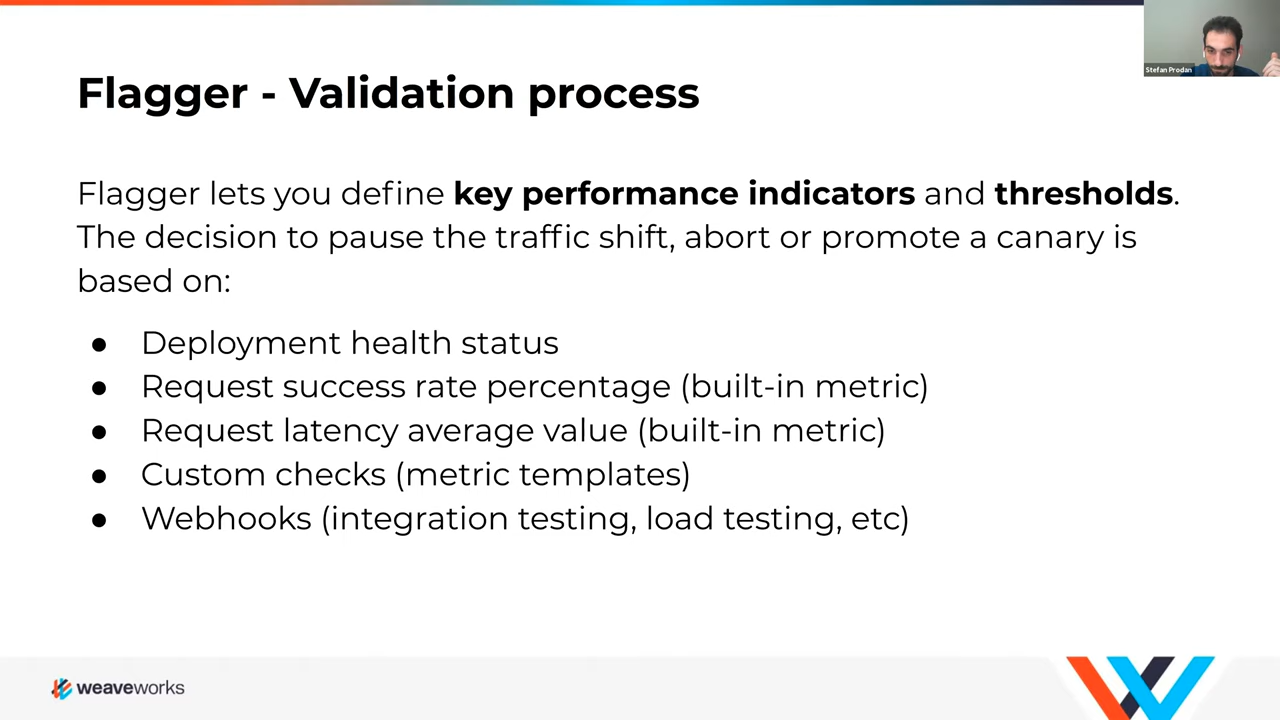 Stefan Prodan
Flagger - Validation process
Flagger lets you define key performance indicators and thresholds.
The decision to pause the traffic shift, abort or promote a canary is
based on:
● Deployment health status
● Request success rate percentage (built-in metric)
● Request latency average value (built-in metric)
● Custom checks (metric templates)
● Webhooks (integration testing, load testing, etc)
weaveworks